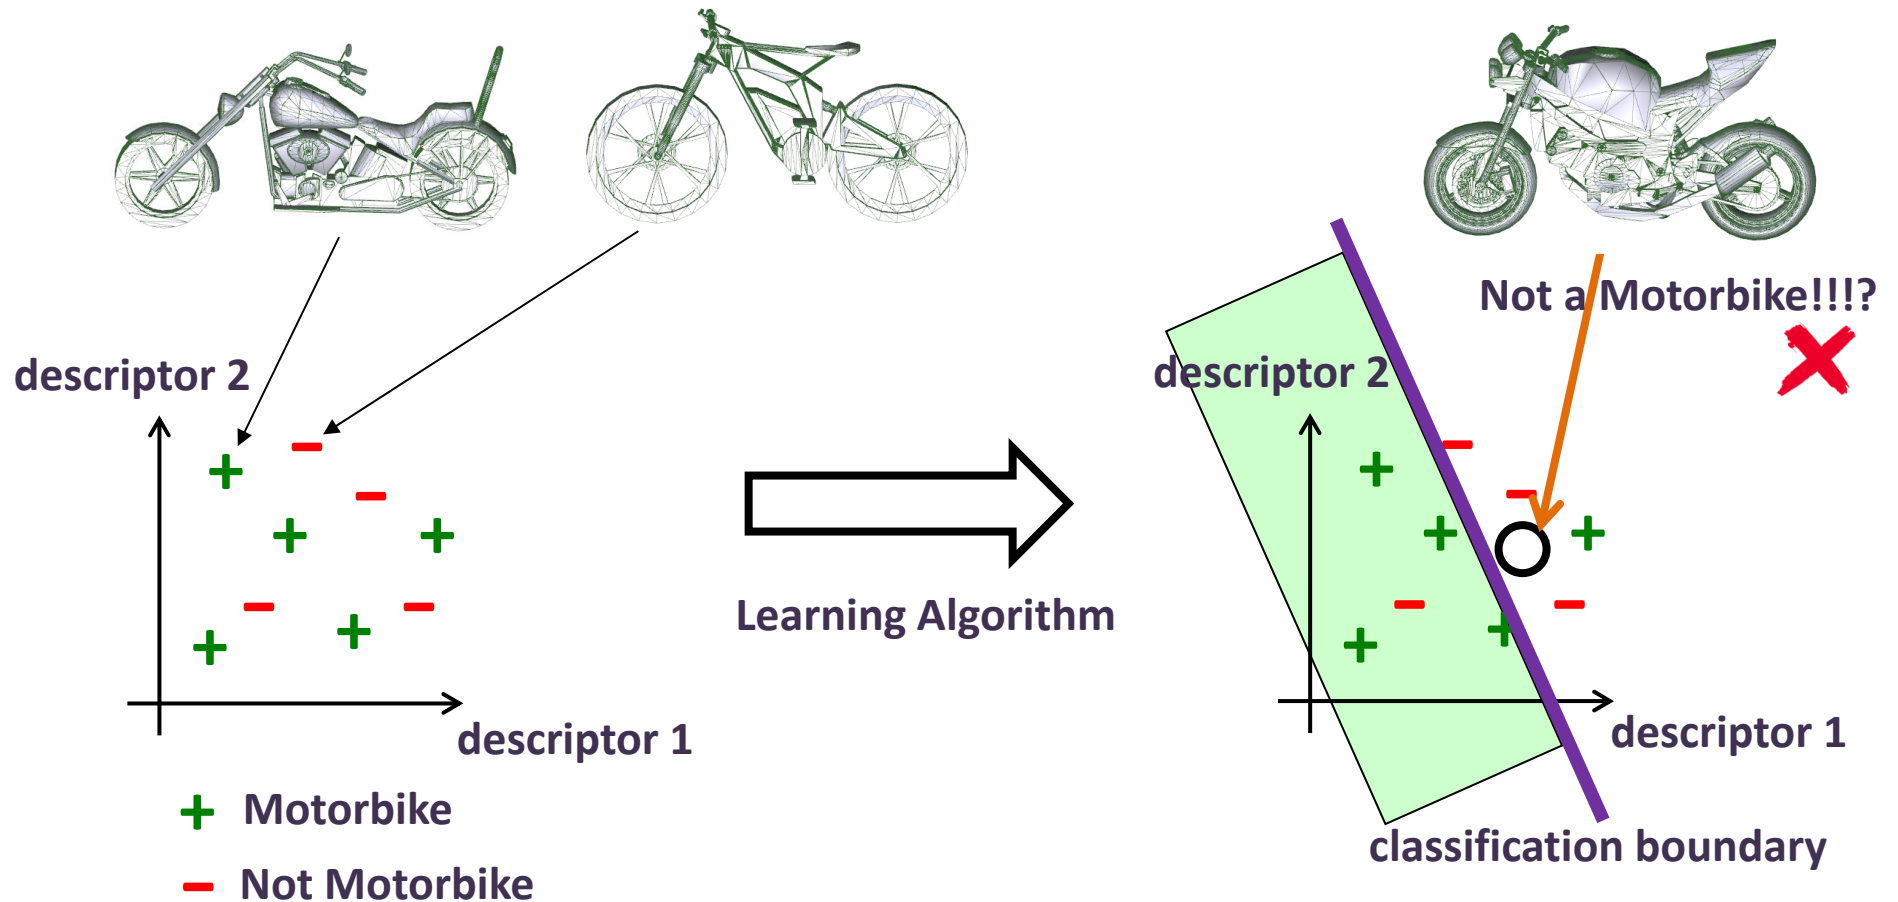 Not a Motorbike!!!?
descriptor 2
descriptor 2
Learning Algorithm
descriptor 1
descriptor 1
Motorbike
Not Motorbike
classification boundary